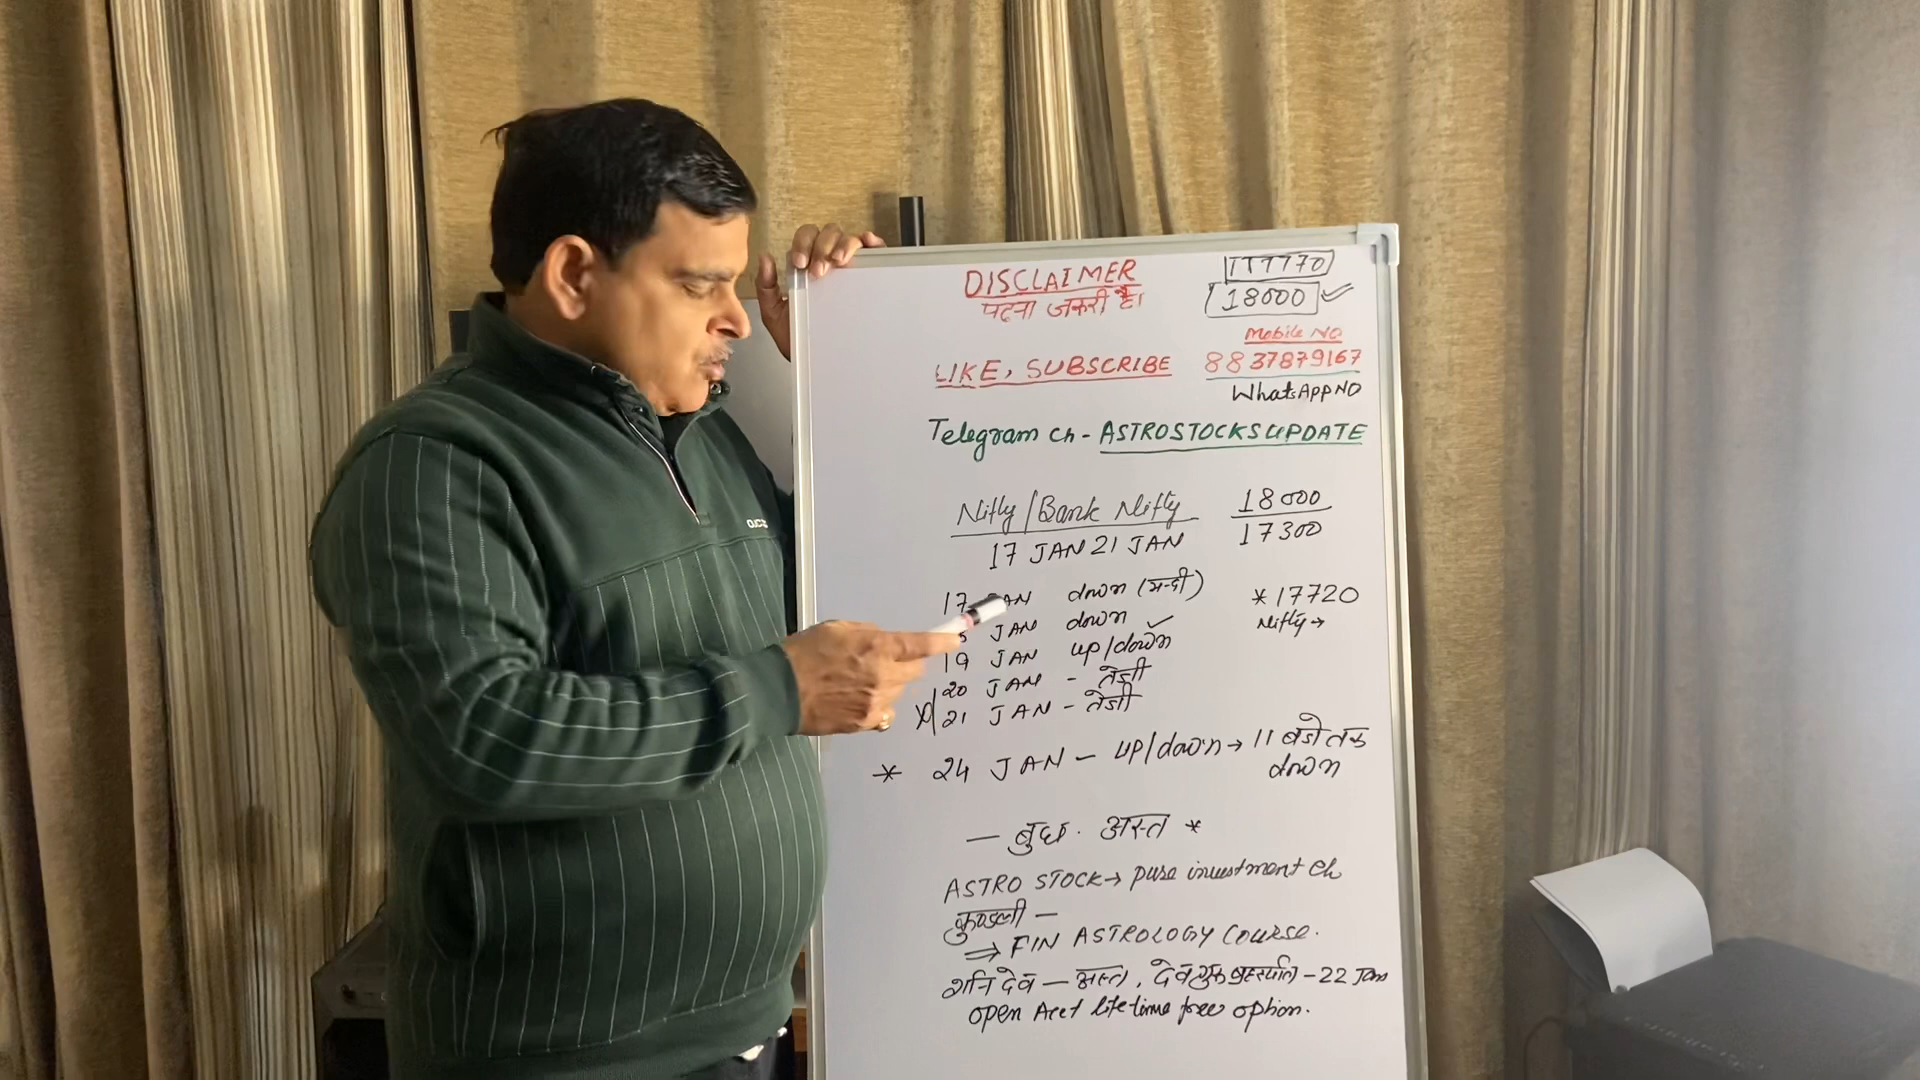 DISCLAIMER
पढ़ना जरूरी है।
18000
Mobile NO
8837879167
WhatsAppNO
LIKE, SUBSCRIBE
Telegram ch - ASTROSTOCKSUPDATE
Nifty/Bank Nifty
18000
17300
17 JAN 21 JAN
17 JAN down (मन्दी)
*17720
Nifty→
JAN down
19 JAN up/down
20 JAN - तेजी
21 JAN - तेजी
* 24 JAN - UP/down → 11 बजे तक
down
— बुध. अस्त *
ASTRO STOCK→ pure investment ch
कुण्डली —
⇒ FIN ASTROLOGY COURSE.
शनि देव — अस्त, देवगुरु बृहस्पति - 22 Jan
open Acct life time free option.